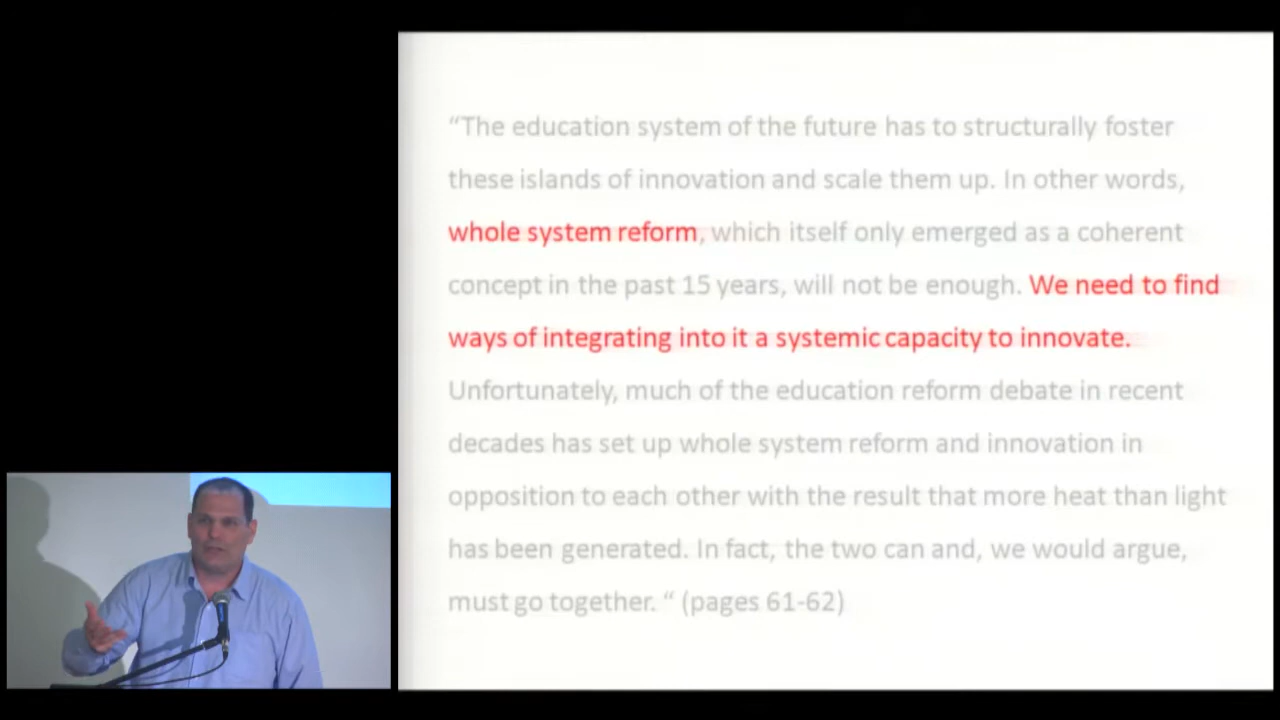 “The education system of the future has to structurally foster
these islands of innovation and scale them up. In other words,
whole system reform, which itself only emerged as a coherent
concept in the past 15 years, will not be enough. We need to find
ways of integrating into it a systemic capacity to innovate.
Unfortunately, much of the education reform debate in recent
decades has set up whole system reform and innovation in
opposition to each other with the result that more heat than light
has been generated. In fact, the two can and, we would argue,
must go together. “ (pages 61-62)